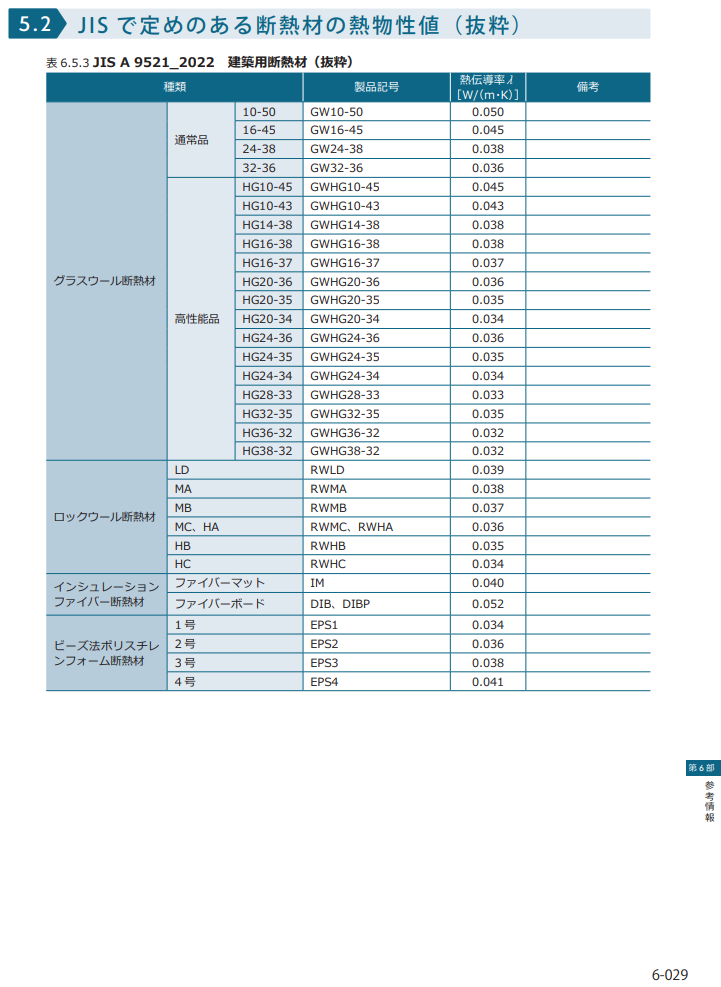 5.2 JISで定めのある断熱材の熱物性値（抜粋）
表 6.5.3 JIS A 9521_2022　建築用断熱材（抜粋）
種類 製品記号 熱伝導率λ [W/(m・K)] 備考
グラスウール断熱材 通常品 10-50 GW10-50 0.050
16-45 GW16-45 0.045
24-38 GW24-38 0.038
32-36 GW32-36 0.036
高性能品 HG10-45 GWHG10-45 0.045
HG10-43 GWHG10-43 0.043
HG14-38 GWHG14-38 0.038
HG16-38 GWHG16-38 0.038
HG16-37 GWHG16-37 0.037
HG20-36 GWHG20-36 0.036
HG20-35 GWHG20-35 0.035
HG20-34 GWHG20-34 0.034
HG24-36 GWHG24-36 0.036
HG24-35 GWHG24-35 0.035
HG24-34 GWHG24-34 0.034
HG28-33 GWHG28-33 0.033
HG32-35 GWHG32-35 0.035
HG36-32 GWHG36-32 0.032
HG38-32 GWHG38-32 0.032
ロックウール断熱材 LD RWLD 0.039
MA RWMA 0.038
MB RWMB 0.037
MC、HA RWMC、RWHA 0.036
HB RWHB 0.035
HC RWHC 0.034
インシュレーションファイバー断熱材 ファイバーマット IM 0.040
ファイバーボード DIB、DIBP 0.052
ビーズ法ポリスチレンフォーム断熱材 1号 EPS1 0.034
2号 EPS2 0.036
3号 EPS3 0.038
4号 EPS4 0.041
第6部
参考情報
6-029